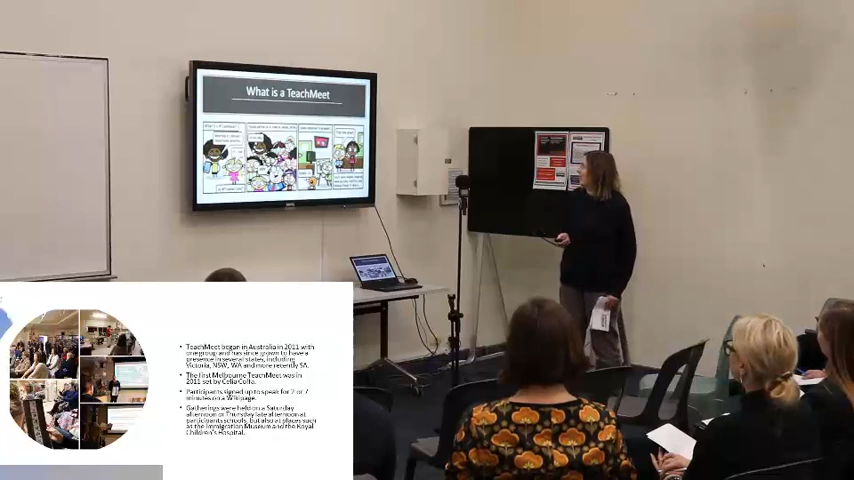 What is a TeachMeet
• TeachMeet began in Australia in 2011 with
one group and has since grown to have a
presence in several states, including
Victoria, NSW, WA and more recently SA.
• The first Melbourne TeachMeet was in
2011 set by Celia Coffa.
• Participants signed up to speak for 2 or 7
minutes on a Wikipage.
• Gatherings were held on a Saturday
afternoon or Thursday late afternoon at
participants schools, but also at places such
as the Immigration Museum and the Royal
Children's Hospital.